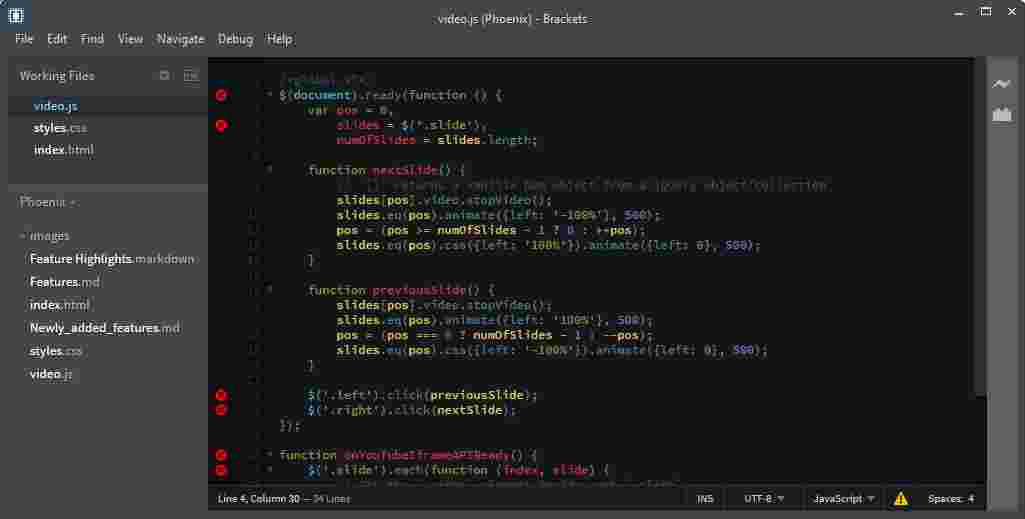 video.js (Phoenix) - Brackets
File Edit Find View Navigate Debug Help
Working Files
video.js
styles.css
index.html
Phoenix
images
Feature Highlights.markdown
Features.md
index.html
Newly_added_features.md
styles.css
video.js
$(document).ready(function () {
var pos = 0,
slides = $('.slide'),
numOfSlides = slides.length;
function nextSlide() {
slides[pos].video.stopVideo();
slides.eq(pos).animate({left: '-100%'}, 500);
pos = (pos >= numOfSlides - 1 ? 0 : ++pos);
slides.eq(pos).css({left: '100%'}).animate({left: 0}, 500);
}
function previousSlide() {
slides[pos].video.stopVideo();
slides.eq(pos).animate({left: '100%'}, 500);
pos = (pos === 0 ? numOfSlides - 1 : --pos);
slides.eq(pos).css({left: '-100%'}).animate({left: 0}, 500);
}
$('.left').click(previousSlide);
$('.right').click(nextSlide);
});
function onYouTubeIframeAPIReady() {
$('.slide').each(function (index, slide) {
Line 4, Column 30 — 34 Lines
INS UTF-8 JavaScript Spaces: 4